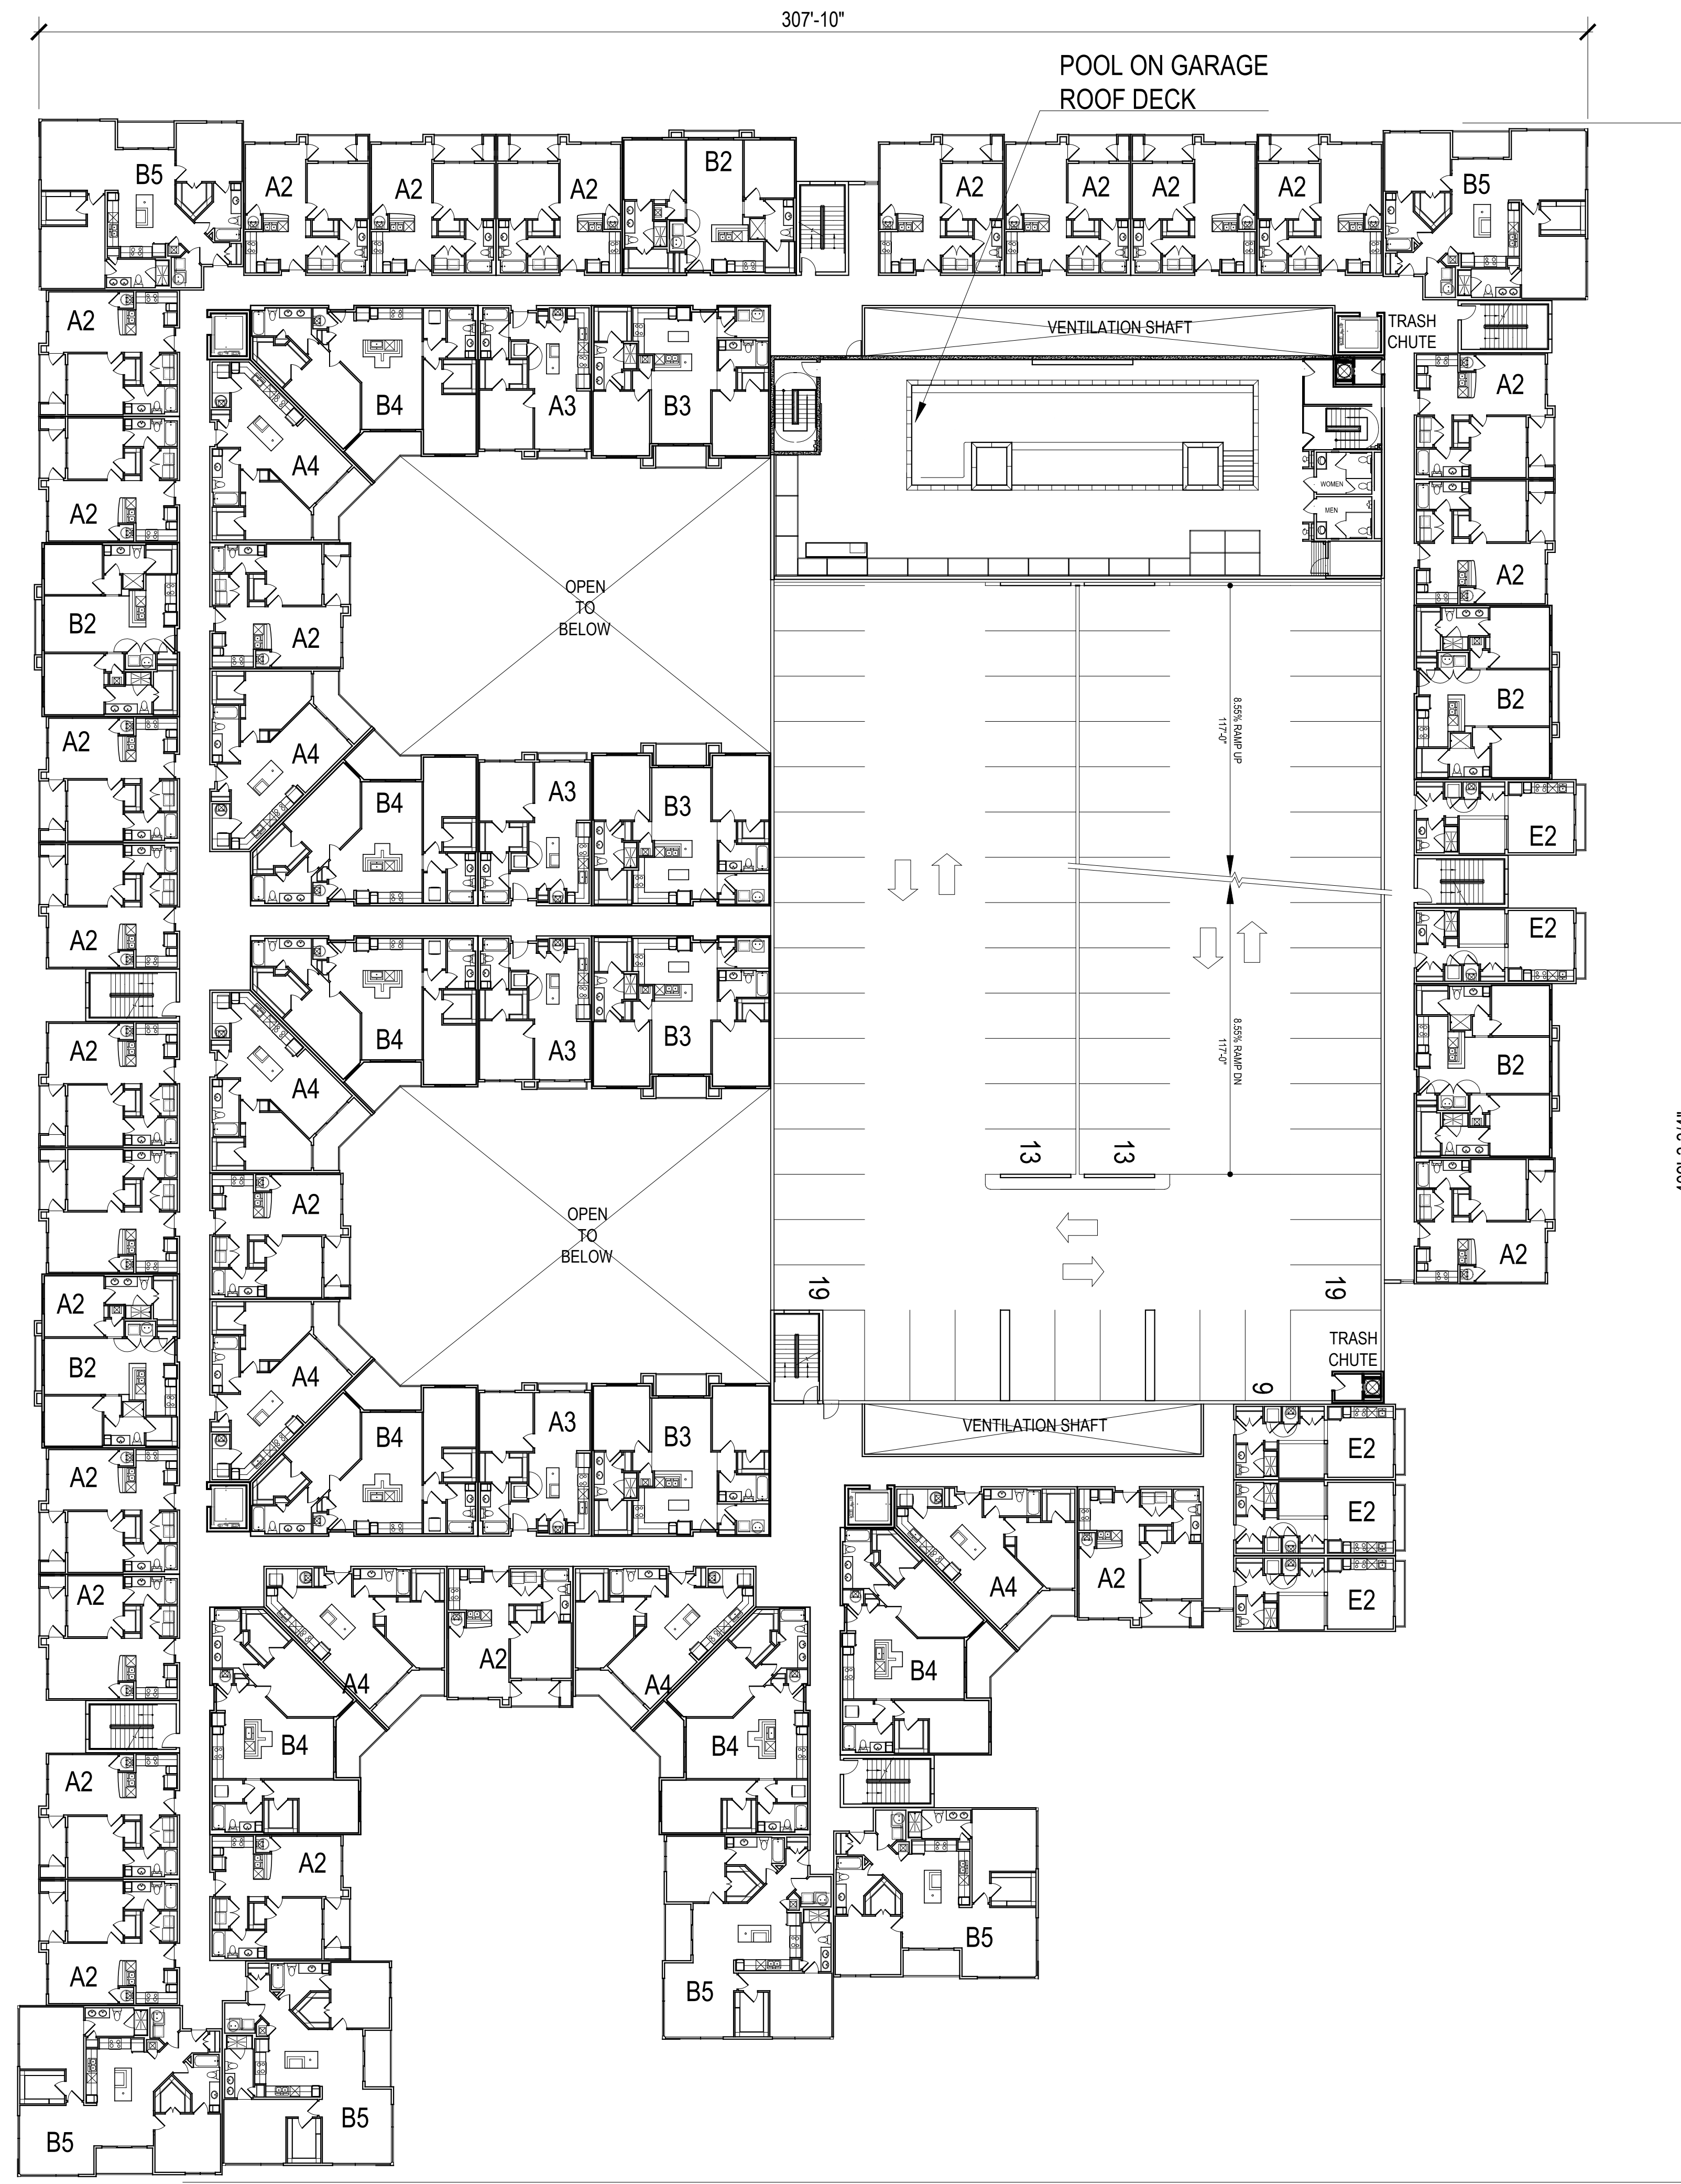 307'-10"
POOL ON GARAGE
ROOF DECK
B5
A2
A2
A2
B2
A2
A2
A2
A2
B5
A2
VENTILATION SHAFT
TRASH
CHUTE
A2
B4
A3
B3
A4
WOMEN
MEN
A2
A2
B2
OPEN
TO
BELOW
A2
B2
A2
A4
8.55% RAMP UP
117'-0"
B4
A3
B3
E2
A2
E2
A2
B4
A3
B3
B2
A4
8.55% RAMP DN
117'-0"
13
13
A2
OPEN
TO
BELOW
A2
A2
19
19
B2
A4
TRASH
CHUTE
9
B4
A3
B3
VENTILATION SHAFT
E2
A2
E2
A2
A4
A2
E2
A4
A2
A4
B4
B4
B4
A2
A2
B5
A2
B5
B5
B5